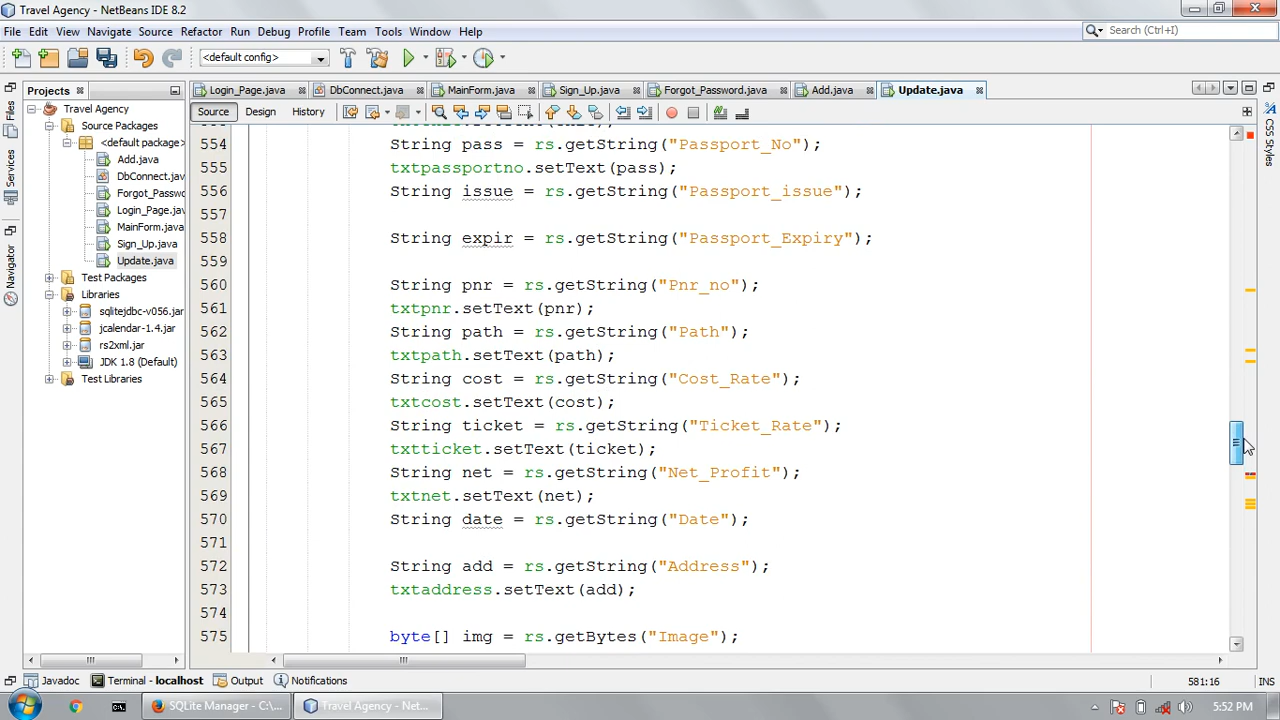 Travel Agency - NetBeans IDE 8.2
File Edit View Navigate Source Refactor Run Debug Profile Team Tools Window Help
Search (Ctrl+I)
<default config>
Projects
Login_Page.java DbConnect.java MainForm.java Sign_Up.java Forgot_Password.java Add.java Update.java
Source Design History
Files
Services
Navigator
CSS Styles
Travel Agency
Source Packages
<default package>
Add.java
DbConnect.java
Forgot_Passwo
Login_Page.jav
MainForm.java
Sign_Up.java
Update.java
Test Packages
Libraries
sqlitejdbc-v056.jar
jcalendar-1.4.jar
rs2xml.jar
JDK 1.8 (Default)
Test Libraries
554 String pass = rs.getString("Passport_No");
555 txtpassportno.setText(pass);
556 String issue = rs.getString("Passport_issue");
557
558 String expir = rs.getString("Passport_Expiry");
559
560 String pnr = rs.getString("Pnr_no");
561 txtpnr.setText(pnr);
562 String path = rs.getString("Path");
563 txtpath.setText(path);
564 String cost = rs.getString("Cost_Rate");
565 txtcost.setText(cost);
566 String ticket = rs.getString("Ticket_Rate");
567 txtticket.setText(ticket);
568 String net = rs.getString("Net_Profit");
569 txtnet.setText(net);
570 String date = rs.getString("Date");
571
572 String add = rs.getString("Address");
573 txtaddress.setText(add);
574
575 byte[] img = rs.getBytes("Image");
Javadoc Terminal - localhost Output Notifications
581:16 INS
SQLite Manager - C:\... Travel Agency - Net... 5:52 PM